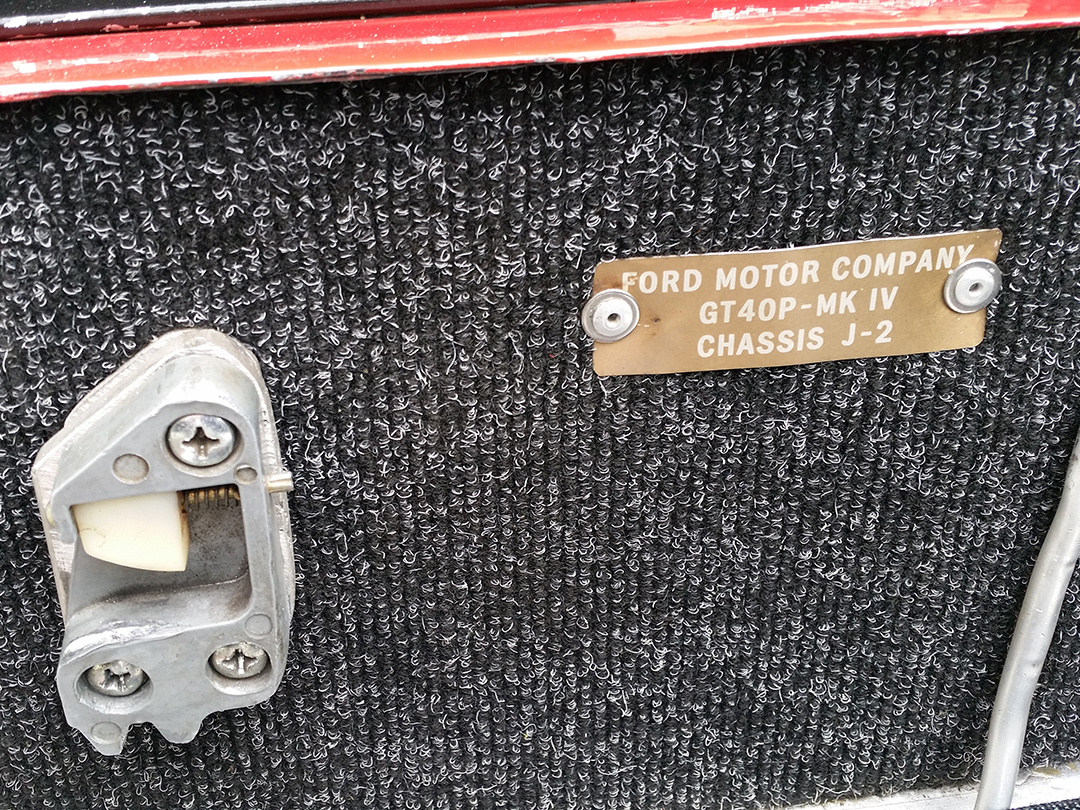 FORD MOTOR COMPANY
GT40P-MK IV
CHASSIS J-2